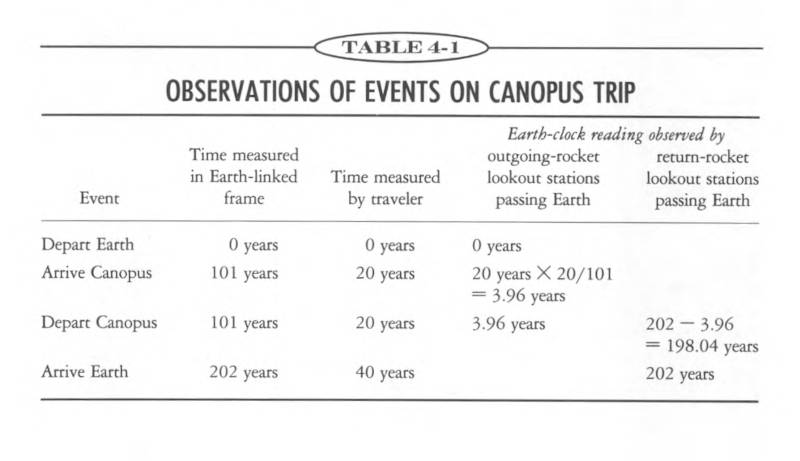 TABLE 4-1
OBSERVATIONS OF EVENTS ON CANOPUS TRIP
Earth-clock reading observed by
Time measured outgoing-rocket return-rocket
in Earth-linked Time measured lookout stations lookout stations
Event frame by traveler passing Earth passing Earth
Depart Earth 0 years 0 years 0 years
Arrive Canopus 101 years 20 years 20 years × 20/101
= 3.96 years
Depart Canopus 101 years 20 years 3.96 years 202 − 3.96
= 198.04 years
Arrive Earth 202 years 40 years 202 years